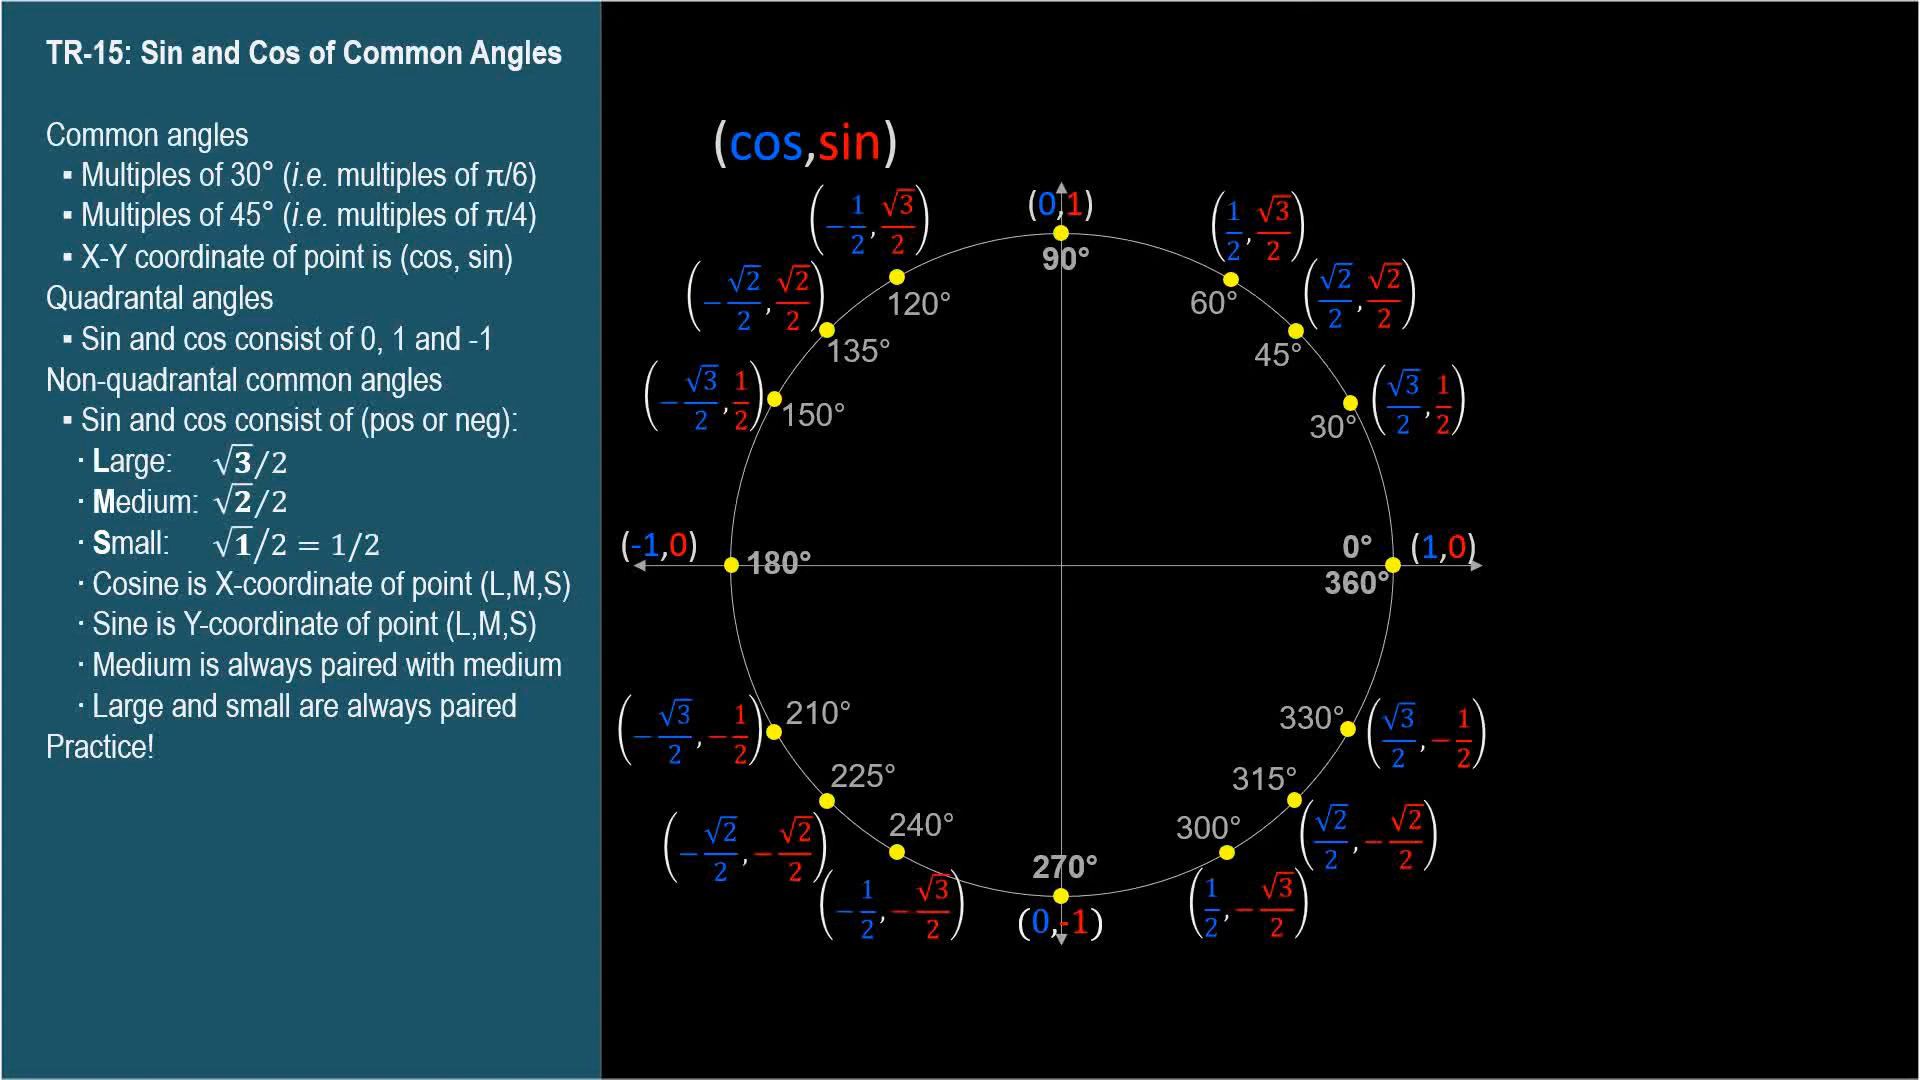 TR-15: Sin and Cos of Common Angles
Common angles
▪ Multiples of 30° (i.e. multiples of π/6)
▪ Multiples of 45° (i.e. multiples of π/4)
▪ X-Y coordinate of point is (cos, sin)
Quadrantal angles
▪ Sin and cos consist of 0, 1 and -1
Non-quadrantal common angles
▪ Sin and cos consist of (pos or neg):
· Large: √3/2
· Medium: √2/2
· Small: √1/2 = 1/2
· Cosine is X-coordinate of point (L,M,S)
· Sine is Y-coordinate of point (L,M,S)
· Medium is always paired with medium
· Large and small are always paired
Practice!
(cos,sin)
(0,1)
90°
(1/2, √3/2)
60°
(√2/2, √2/2)
45°
(√3/2, 1/2)
30°
(-1/2, √3/2)
120°
(-√2/2, √2/2)
135°
(-√3/2, 1/2)
150°
(-1,0)
180°
0°
360°
(1,0)
210°
(-√3/2, -1/2)
225°
(-√2/2, -√2/2)
240°
(-1/2, -√3/2)
270°
(0,-1)
300°
(1/2, -√3/2)
315°
(√2/2, -√2/2)
330°
(√3/2, -1/2)